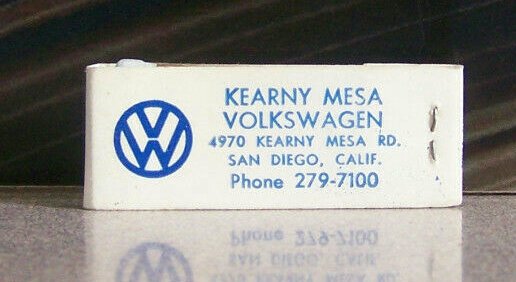 KEARNY MESA
VOLKSWAGEN
4970 KEARNY MESA RD.
SAN DIEGO, CALIF.
Phone 279-7100